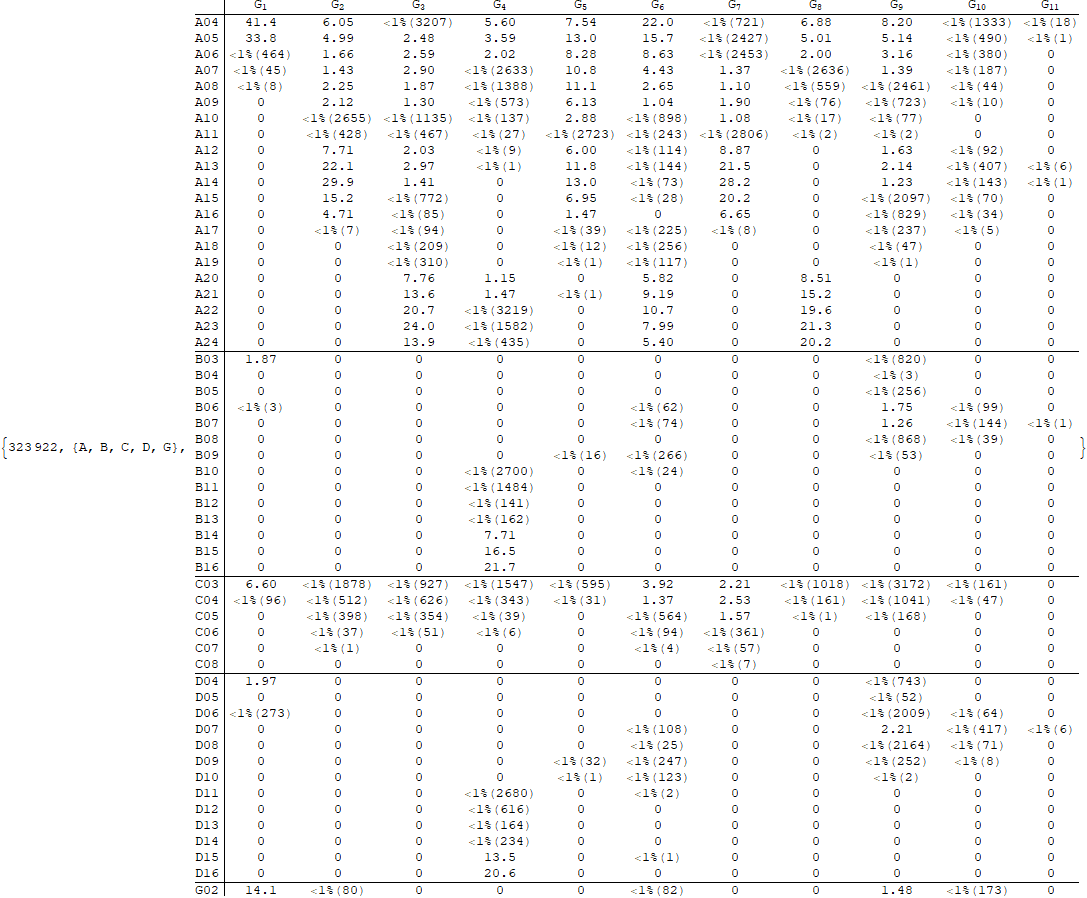 G₁ G₂ G₃ G₄ G₅ G₆ G₇ G₈ G₉ G₁₀ G₁₁
A04 41.4 6.05 <1%(3207) 5.60 7.54 22.0 <1%(721) 6.88 8.20 <1%(1333) <1%(18)
A05 33.8 4.99 2.48 3.59 13.0 15.7 <1%(2427) 5.01 5.14 <1%(490) <1%(1)
A06 <1%(464) 1.66 2.59 2.02 8.28 8.63 <1%(2453) 2.00 3.16 <1%(380) 0
A07 <1%(45) 1.43 2.90 <1%(2633) 10.8 4.43 1.37 <1%(2636) 1.39 <1%(187) 0
A08 <1%(8) 2.25 1.87 <1%(1388) 11.1 2.65 1.10 <1%(559) <1%(2461) <1%(44) 0
A09 0 2.12 1.30 <1%(573) 6.13 1.04 1.90 <1%(76) <1%(723) <1%(10) 0
A10 0 <1%(2655) <1%(1135) <1%(137) 2.88 <1%(898) 1.08 <1%(17) <1%(77) 0 0
A11 0 <1%(428) <1%(467) <1%(27) <1%(2723) <1%(243) <1%(2806) <1%(2) <1%(2) 0 0
A12 0 7.71 2.03 <1%(9) 6.00 <1%(114) 8.87 0 1.63 <1%(92) 0
A13 0 22.1 2.97 <1%(1) 11.8 <1%(144) 21.5 0 2.14 <1%(407) <1%(6)
A14 0 29.9 1.41 0 13.0 <1%(73) 28.2 0 1.23 <1%(143) <1%(1)
A15 0 15.2 <1%(772) 0 6.95 <1%(28) 20.2 0 <1%(2097) <1%(70) 0
A16 0 4.71 <1%(85) 0 1.47 0 6.65 0 <1%(829) <1%(34) 0
A17 0 <1%(7) <1%(94) 0 <1%(39) <1%(225) <1%(8) 0 <1%(237) <1%(5) 0
A18 0 0 <1%(209) 0 <1%(12) <1%(256) 0 0 <1%(47) 0 0
A19 0 0 <1%(310) 0 <1%(1) <1%(117) 0 0 <1%(1) 0 0
A20 0 0 7.76 1.15 0 5.82 0 8.51 0 0 0
A21 0 0 13.6 1.47 <1%(1) 9.19 0 15.2 0 0 0
A22 0 0 20.7 <1%(3219) 0 10.7 0 19.6 0 0 0
A23 0 0 24.0 <1%(1582) 0 7.99 0 21.3 0 0 0
A24 0 0 13.9 <1%(435) 0 5.40 0 20.2 0 0 0
B03 1.87 0 0 0 0 0 0 0 <1%(820) 0 0
B04 0 0 0 0 0 0 0 0 <1%(3) 0 0
B05 0 0 0 0 0 0 0 0 <1%(256) 0 0
B06 <1%(3) 0 0 0 0 <1%(62) 0 0 1.75 <1%(99) 0
B07 0 0 0 0 0 <1%(74) 0 0 1.26 <1%(144) <1%(1)
{323 922, {A, B, C, D, G}, B08 0 0 0 0 0 0 0 0 <1%(868) <1%(39) 0 }
B09 0 0 0 0 <1%(16) <1%(266) 0 0 <1%(53) 0 0
B10 0 0 0 <1%(2700) 0 <1%(24) 0 0 0 0 0
B11 0 0 0 <1%(1484) 0 0 0 0 0 0 0
B12 0 0 0 <1%(141) 0 0 0 0 0 0 0
B13 0 0 0 <1%(162) 0 0 0 0 0 0 0
B14 0 0 0 7.71 0 0 0 0 0 0 0
B15 0 0 0 16.5 0 0 0 0 0 0 0
B16 0 0 0 21.7 0 0 0 0 0 0 0
C03 6.60 <1%(1878) <1%(927) <1%(1547) <1%(595) 3.92 2.21 <1%(1018) <1%(3172) <1%(161) 0
C04 <1%(96) <1%(512) <1%(626) <1%(343) <1%(31) 1.37 2.53 <1%(161) <1%(1041) <1%(47) 0
C05 0 <1%(398) <1%(354) <1%(39) 0 <1%(564) 1.57 <1%(1) <1%(168) 0 0
C06 0 <1%(37) <1%(51) <1%(6) 0 <1%(94) <1%(361) 0 0 0 0
C07 0 <1%(1) 0 0 0 <1%(4) <1%(57) 0 0 0 0
C08 0 0 0 0 0 0 <1%(7) 0 0 0 0
D04 1.97 0 0 0 0 0 0 0 <1%(743) 0 0
D05 0 0 0 0 0 0 0 0 <1%(52) 0 0
D06 <1%(273) 0 0 0 0 0 0 0 <1%(2009) <1%(64) 0
D07 0 0 0 0 0 <1%(108) 0 0 2.21 <1%(417) <1%(6)
D08 0 0 0 0 0 <1%(25) 0 0 <1%(2164) <1%(71) 0
D09 0 0 0 0 <1%(32) <1%(247) 0 0 <1%(252) <1%(8) 0
D10 0 0 0 0 <1%(1) <1%(123) 0 0 <1%(2) 0 0
D11 0 0 0 <1%(2680) 0 <1%(2) 0 0 0 0 0
D12 0 0 0 <1%(616) 0 0 0 0 0 0 0
D13 0 0 0 <1%(164) 0 0 0 0 0 0 0
D14 0 0 0 <1%(234) 0 0 0 0 0 0 0
D15 0 0 0 13.5 0 <1%(1) 0 0 0 0 0
D16 0 0 0 20.6 0 0 0 0 0 0 0
G02 14.1 <1%(80) 0 0 0 <1%(82) 0 0 1.48 <1%(173) 0